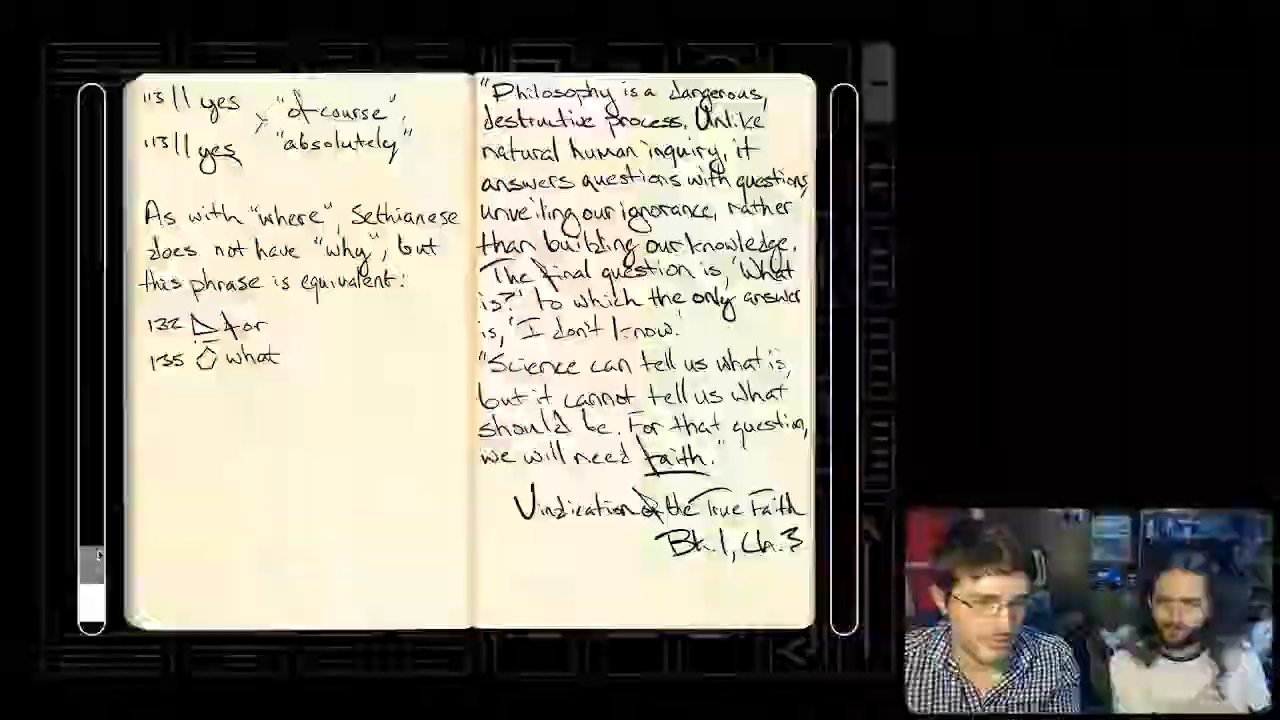 113 || yes
"of course",
113 || yes
"absolutely"
As with "where", Sethianese
does not have "why", but
this phrase is equivalent:
132 for
135 what
"Philosophy is a dangerous,
destructive process. Unlike
natural human inquiry, it
answers questions with questions,
unveiling our ignorance, rather
than building our knowledge.
The final question is, 'What
is?' to which the only answer
is, 'I don't know.'
"Science can tell us what is,
but it cannot tell us what
should be. For that question,
we will need faith."
Vindication of the True Faith
Bk. 1, Ch. 3